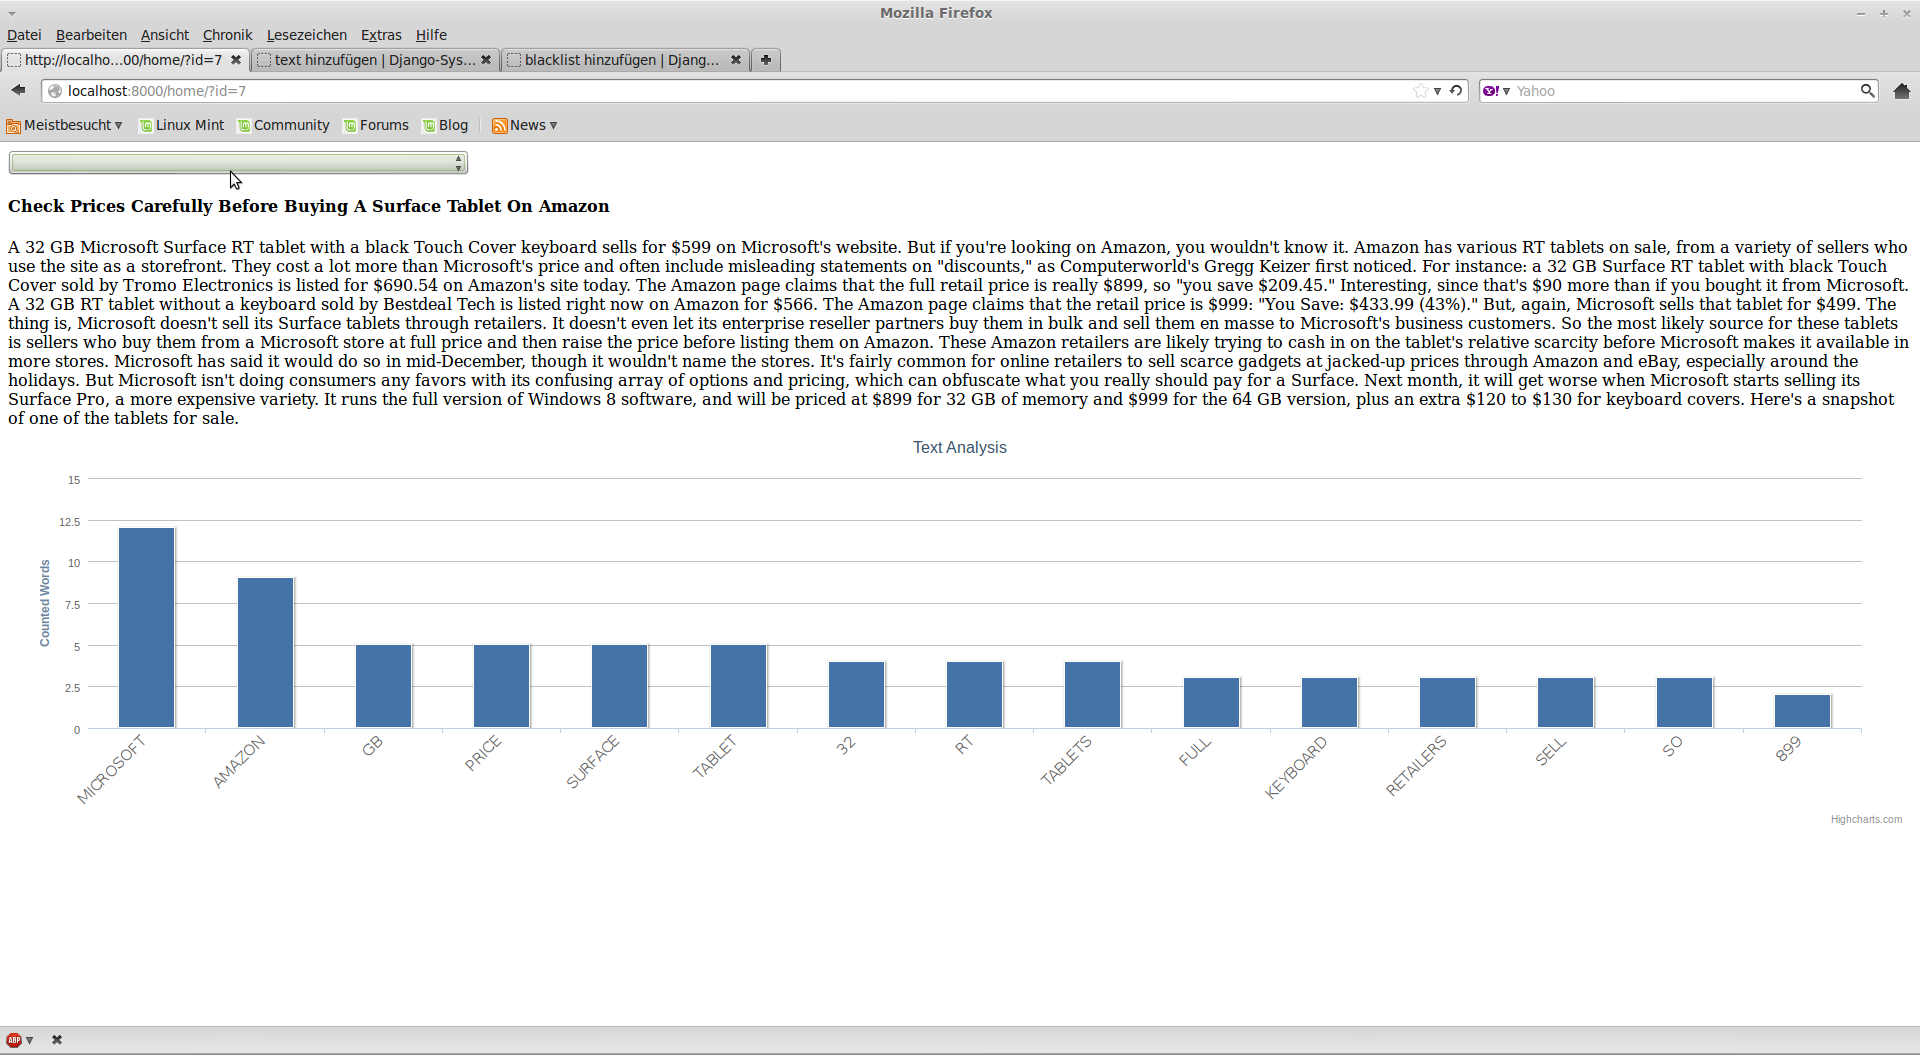 Mozilla Firefox
Datei Bearbeiten Ansicht Chronik Lesezeichen Extras Hilfe
http://localho...00/home/?id=7 text hinzufügen | Django-Sys... blacklist hinzufügen | Djang...
localhost:8000/home/?id=7 Y! Yahoo
Meistbesucht Linux Mint Community Forums Blog News
Check Prices Carefully Before Buying A Surface Tablet On Amazon
A 32 GB Microsoft Surface RT tablet with a black Touch Cover keyboard sells for $599 on Microsoft's website. But if you're looking on Amazon, you wouldn't know it. Amazon has various RT tablets on sale, from a variety of sellers who
use the site as a storefront. They cost a lot more than Microsoft's price and often include misleading statements on "discounts," as Computerworld's Gregg Keizer first noticed. For instance: a 32 GB Surface RT tablet with black Touch
Cover sold by Tromo Electronics is listed for $690.54 on Amazon's site today. The Amazon page claims that the full retail price is really $899, so "you save $209.45." Interesting, since that's $90 more than if you bought it from Microsoft.
A 32 GB RT tablet without a keyboard sold by Bestdeal Tech is listed right now on Amazon for $566. The Amazon page claims that the retail price is $999: "You Save: $433.99 (43%)." But, again, Microsoft sells that tablet for $499. The
thing is, Microsoft doesn't sell its Surface tablets through retailers. It doesn't even let its enterprise reseller partners buy them in bulk and sell them en masse to Microsoft's business customers. So the most likely source for these tablets
is sellers who buy them from a Microsoft store at full price and then raise the price before listing them on Amazon. These Amazon retailers are likely trying to cash in on the tablet's relative scarcity before Microsoft makes it available in
more stores. Microsoft has said it would do so in mid-December, though it wouldn't name the stores. It's fairly common for online retailers to sell scarce gadgets at jacked-up prices through Amazon and eBay, especially around the
holidays. But Microsoft isn't doing consumers any favors with its confusing array of options and pricing, which can obfuscate what you really should pay for a Surface. Next month, it will get worse when Microsoft starts selling its
Surface Pro, a more expensive variety. It runs the full version of Windows 8 software, and will be priced at $899 for 32 GB of memory and $999 for the 64 GB version, plus an extra $120 to $130 for keyboard covers. Here's a snapshot
of one of the tablets for sale.
Text Analysis
Counted Words
15
12.5
10
7.5
5
2.5
0
MICROSOFT AMAZON GB PRICE SURFACE TABLET 32 RT TABLETS FULL KEYBOARD RETAILERS SELL SO 899
Highcharts.com
ABP